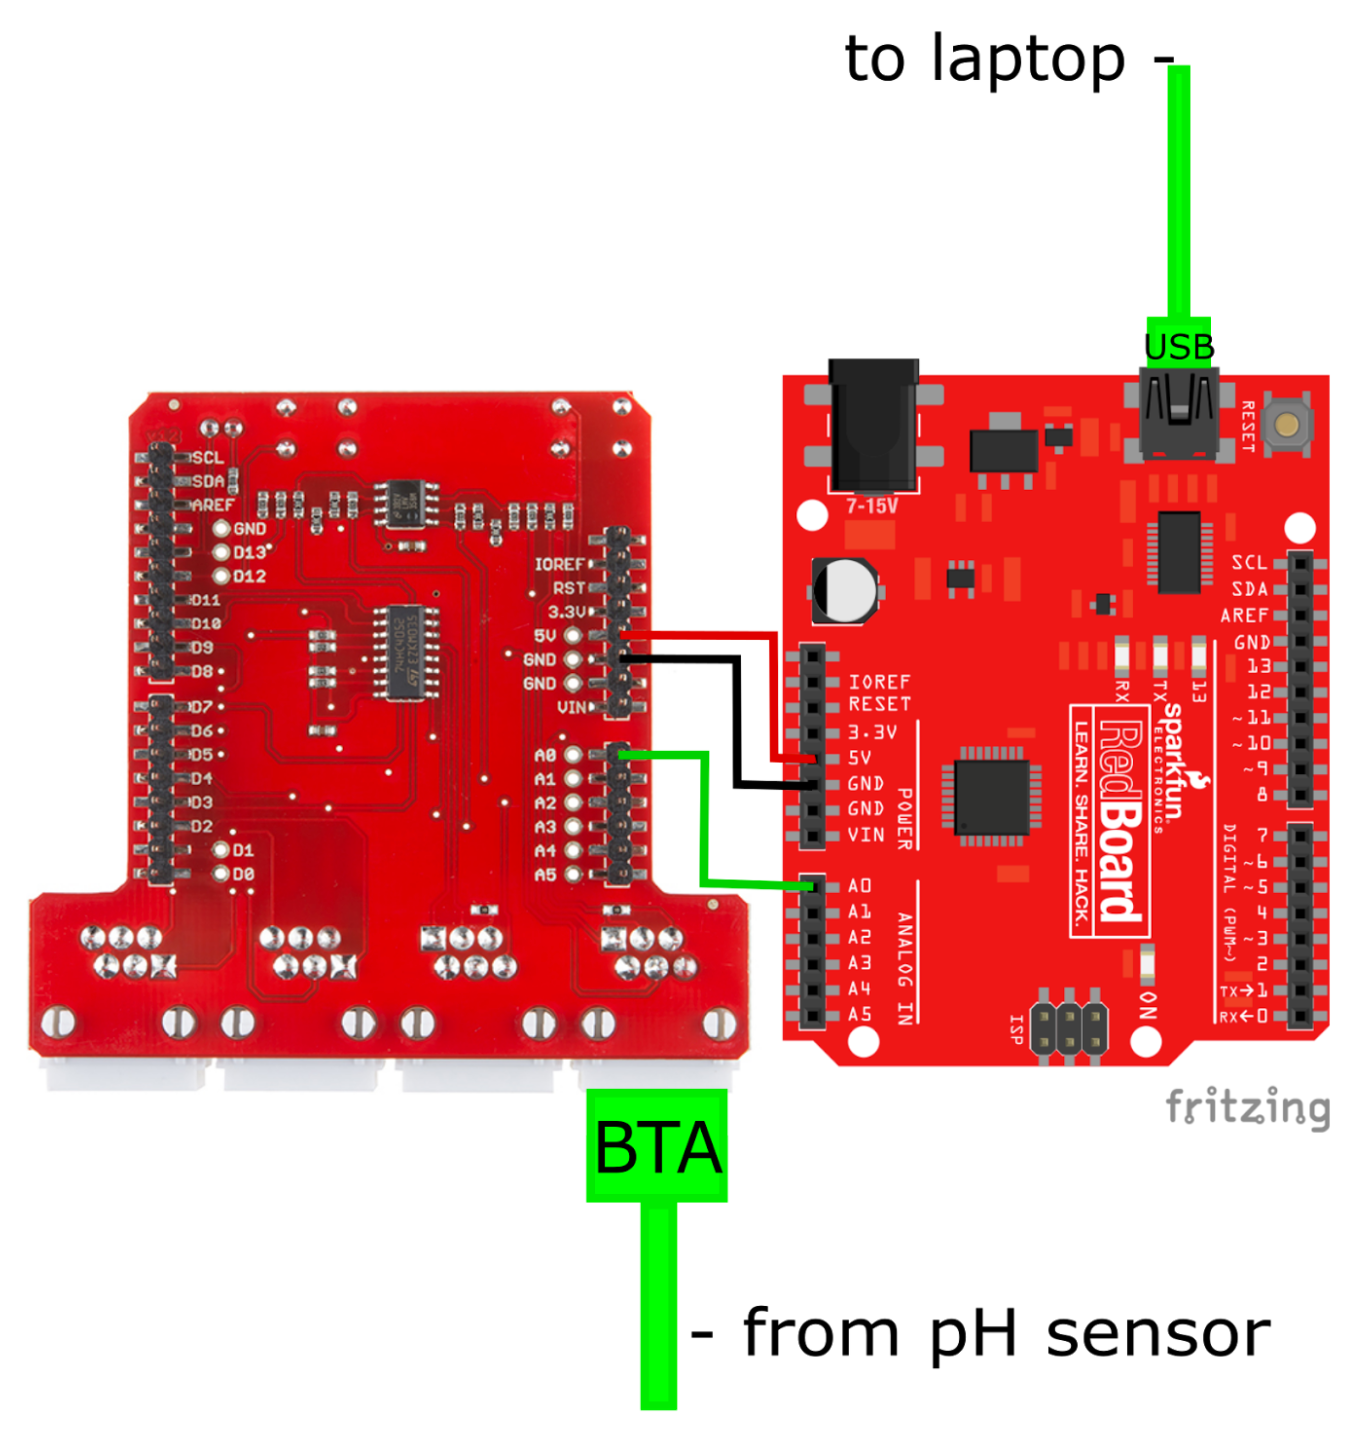 to laptop -
USB
RESET
7-15V
SCL
SDA
AREF
GND
D13
D12
D11
D10
D9
D8
D7
D6
D5
D4
D3
D2
D1
D0
74HC4052
EZKM035
IOREF
RST
3.3V
5V
GND
GND
VIN
A0
A1
A2
A3
A4
A5
IOREF
RESET
3.3V
5V
GND
GND
VIN
POWER
A0
A1
A2
A3
A4
A5
ANALOG IN
RX
TX
13
sparkfun
ELECTRONICS
RedBoard
LEARN. SHARE. HACK.
SCL
SDA
AREF
GND
13
12
~11
~10
~9
8
7
~6
~5
4
~3
2
TX→1
RX←0
DIGITAL (PWM~)
ISP
ON
fritzing
BTA
- from pH sensor